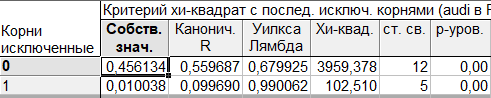 Критерий хи-квадрат с послед. исключ. корнями (audi в F
Корни исключенные Собств. знач. Канонич. R Уилкса Лямбда Хи-квад. ст. св. p-уров.
0 0,456134 0,559687 0,679925 3959,378 12 0,00
1 0,010038 0,099690 0,990062 102,510 5 0,00